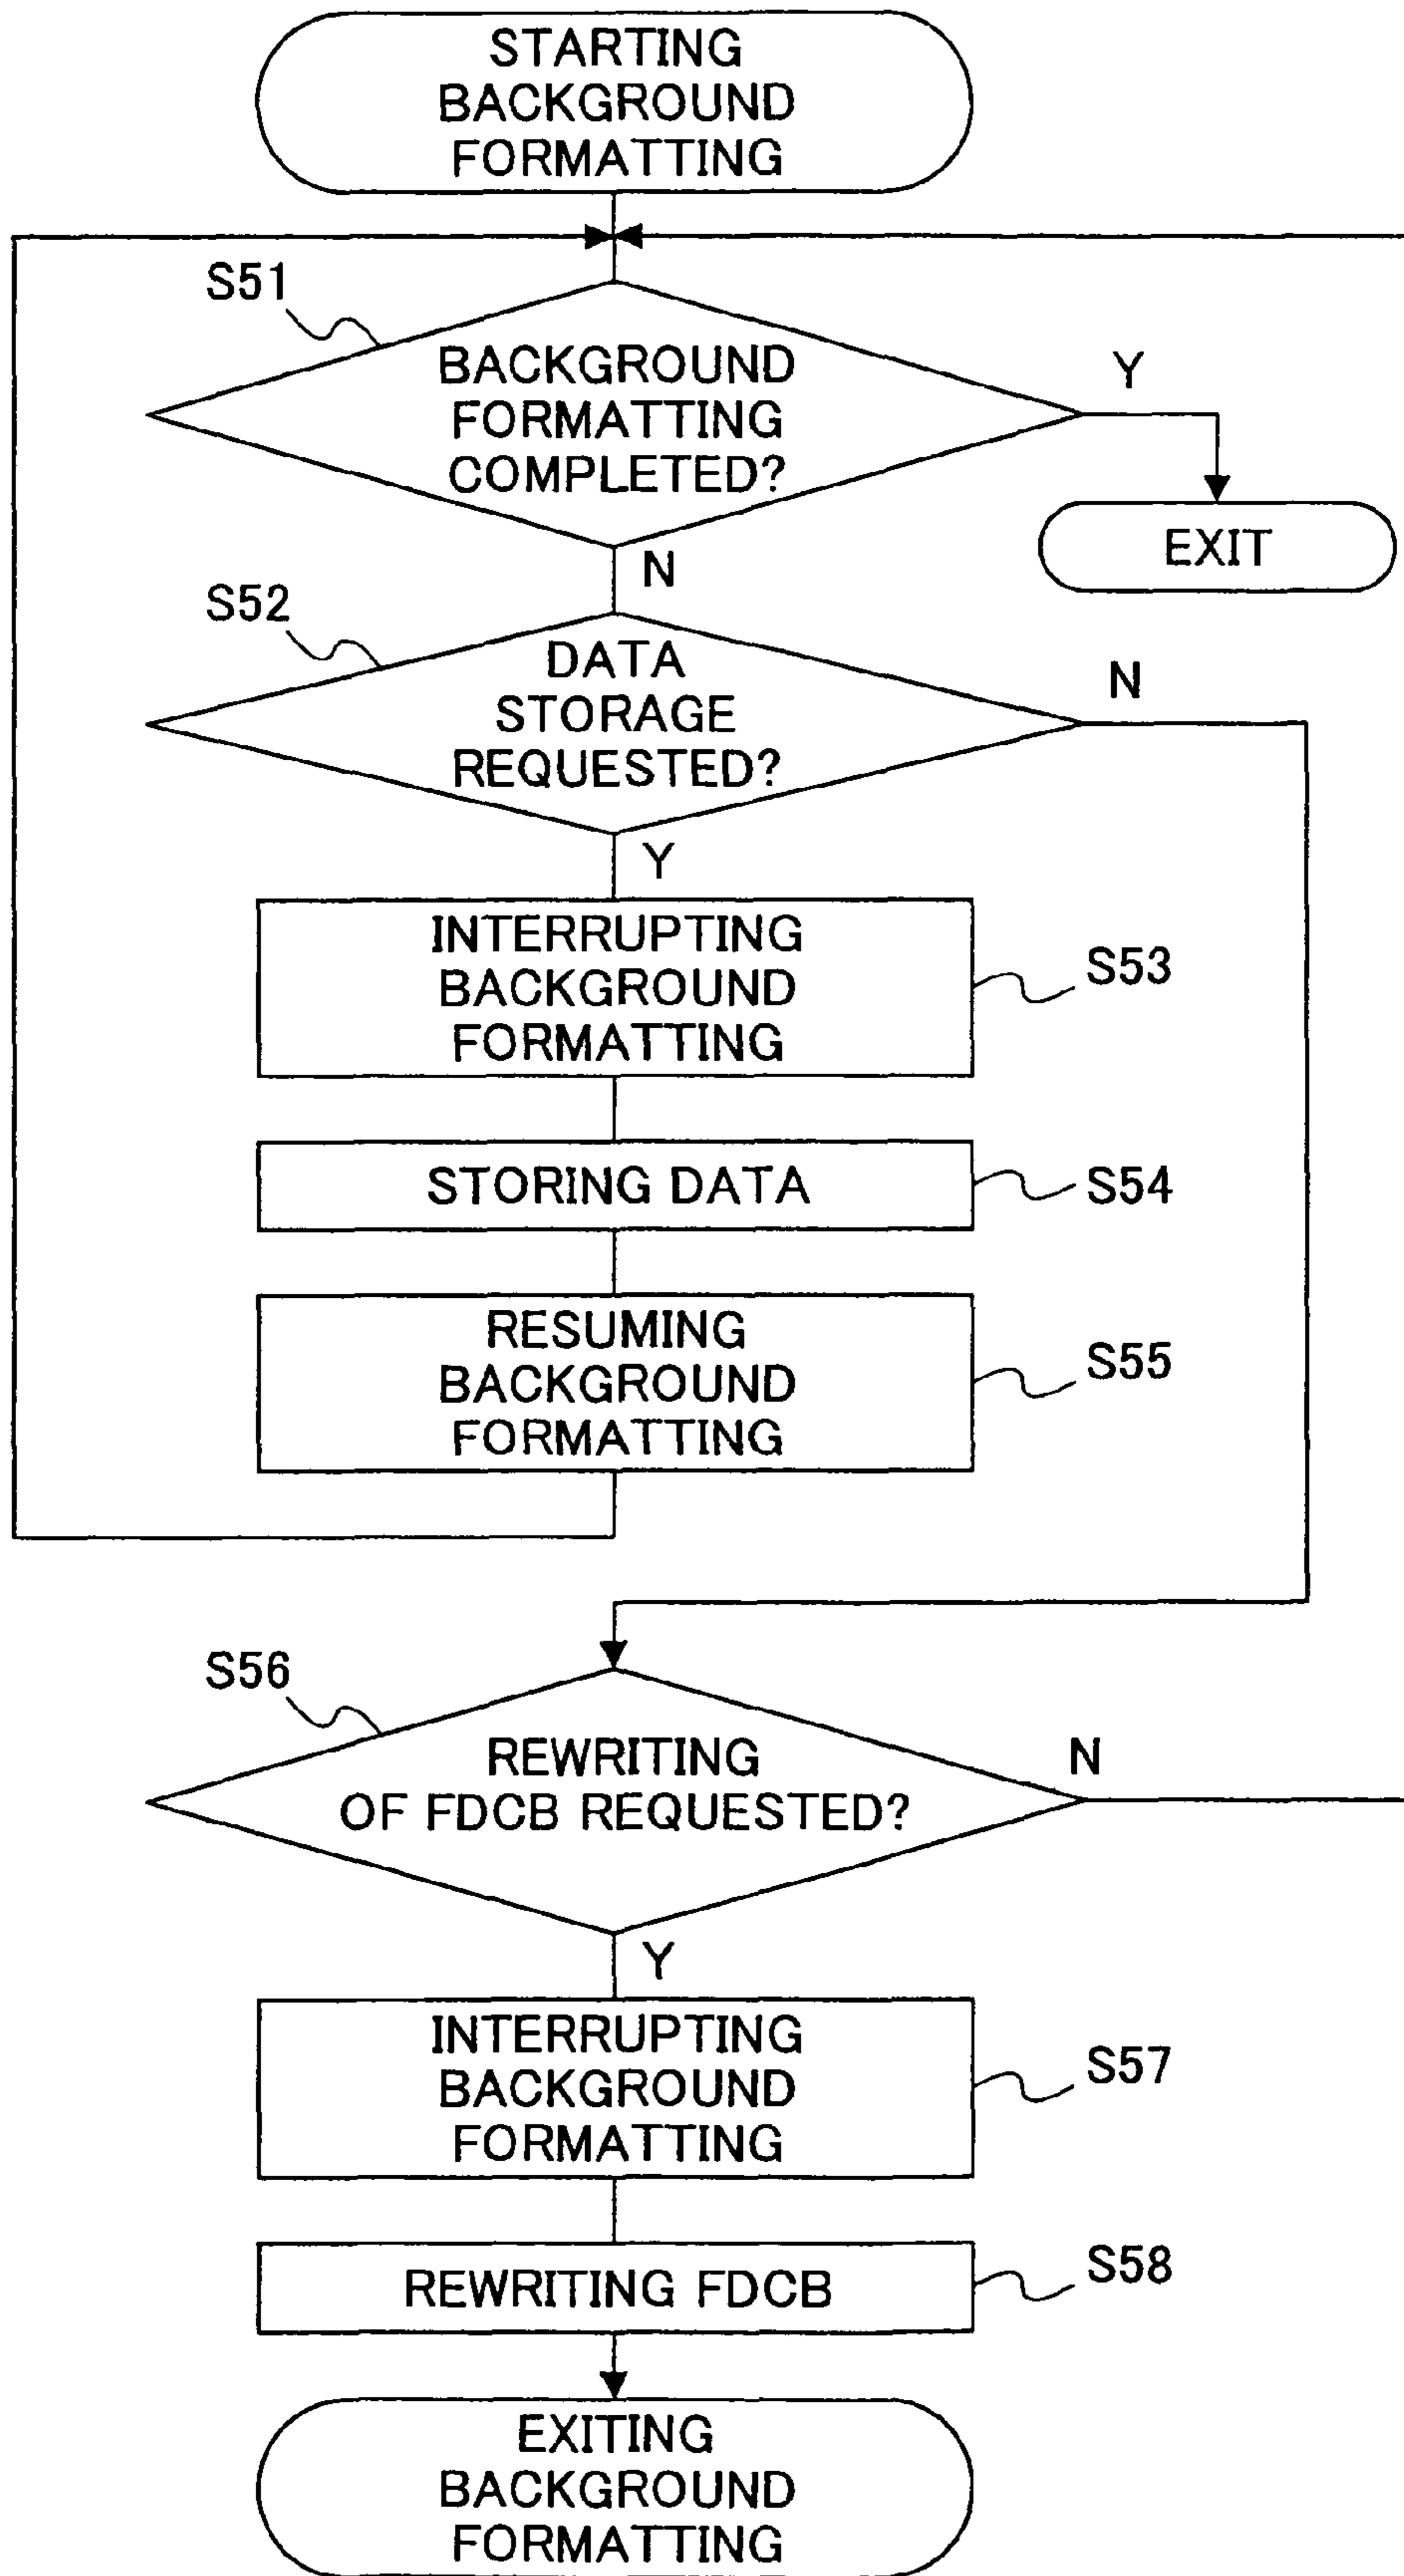 STARTING
BACKGROUND
FORMATTING
S51
BACKGROUND
FORMATTING
COMPLETED?
Y
EXIT
N
S52
DATA
STORAGE
REQUESTED?
N
Y
INTERRUPTING
BACKGROUND
FORMATTING
S53
STORING DATA
S54
RESUMING
BACKGROUND
FORMATTING
S55
S56
REWRITING
OF FDCB REQUESTED?
N
Y
INTERRUPTING
BACKGROUND
FORMATTING
S57
REWRITING FDCB
S58
EXITING
BACKGROUND
FORMATTING